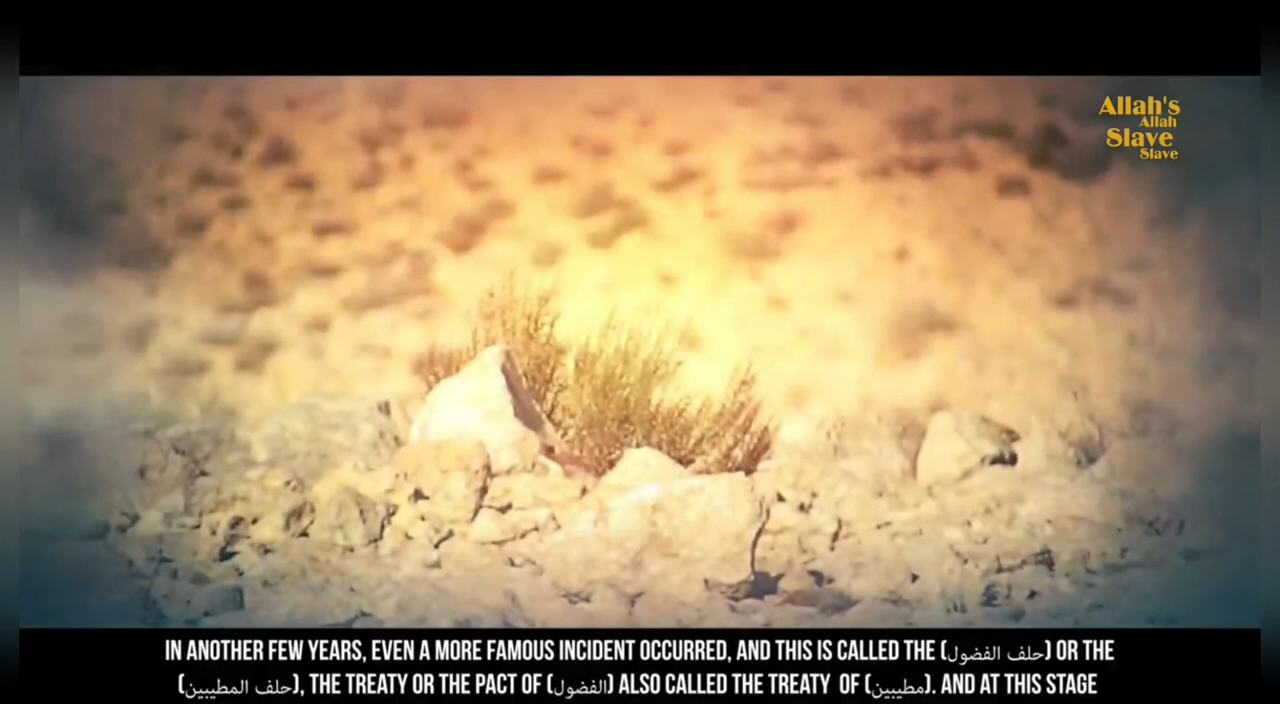 Allah's
Allah
Slave
Slave
IN ANOTHER FEW YEARS, EVEN A MORE FAMOUS INCIDENT OCCURRED, AND THIS IS CALLED THE (حلف الفضول) OR THE
(حلف المطيبين), THE TREATY OR THE PACT OF (الفضول) ALSO CALLED THE TREATY OF (مطيبين). AND AT THIS STAGE